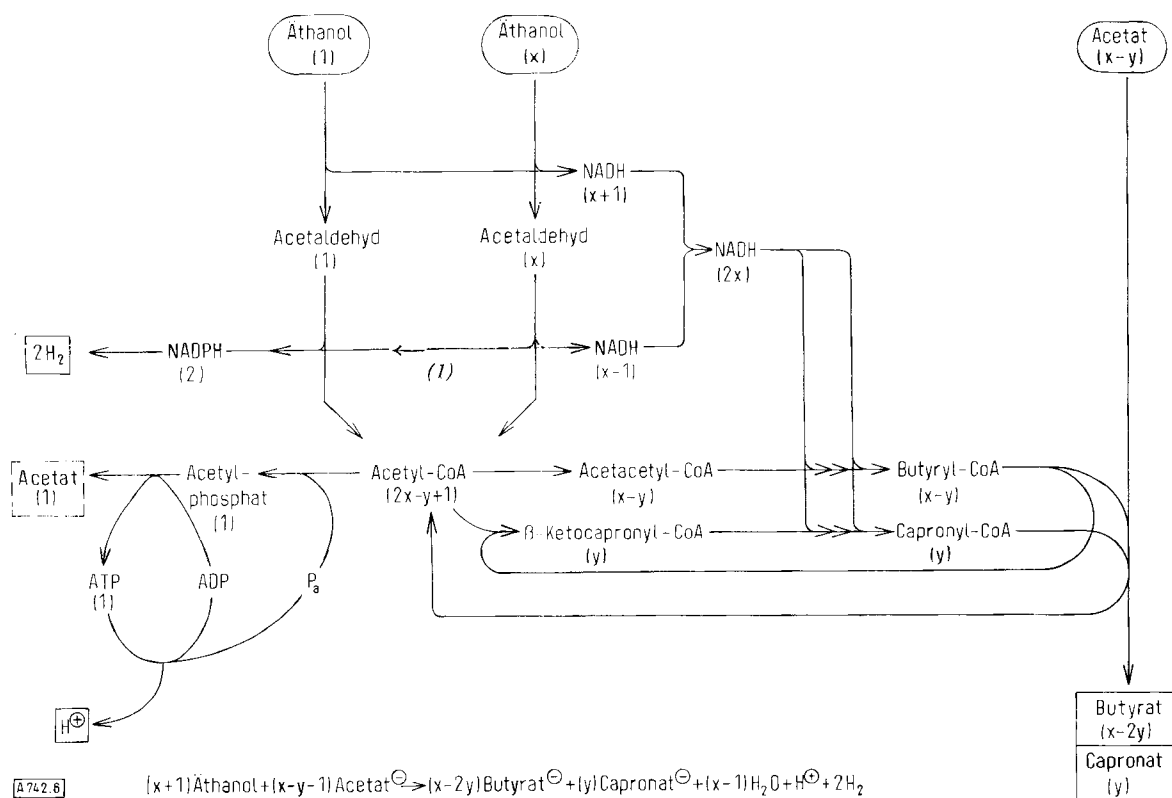 Äthanol
(1)
Äthanol
(x)
Acetat
(x-y)
NADH
(x+1)
Acetaldehyd
(1)
Acetaldehyd
(x)
NADH
(2x)
2H₂
NADPH
(2)
(1)
NADH
(x-1)
Acetat
(1)
Acetyl-
phosphat
(1)
Acetyl-CoA
(2x-y+1)
Acetacetyl-CoA
(x-y)
Butyryl-CoA
(x-y)
ß-Ketocapronyl-CoA
(y)
Capronyl-CoA
(y)
ATP
(1)
ADP
Pa
H⊕
Butyrat
(x-2y)
Capronat
(y)
A742.6
(x+1)Äthanol+(x-y-1)Acetat⊖→(x-2y)Butyrat⊖+(y)Capronat⊖+(x-1)H₂O+H⊕+2H₂